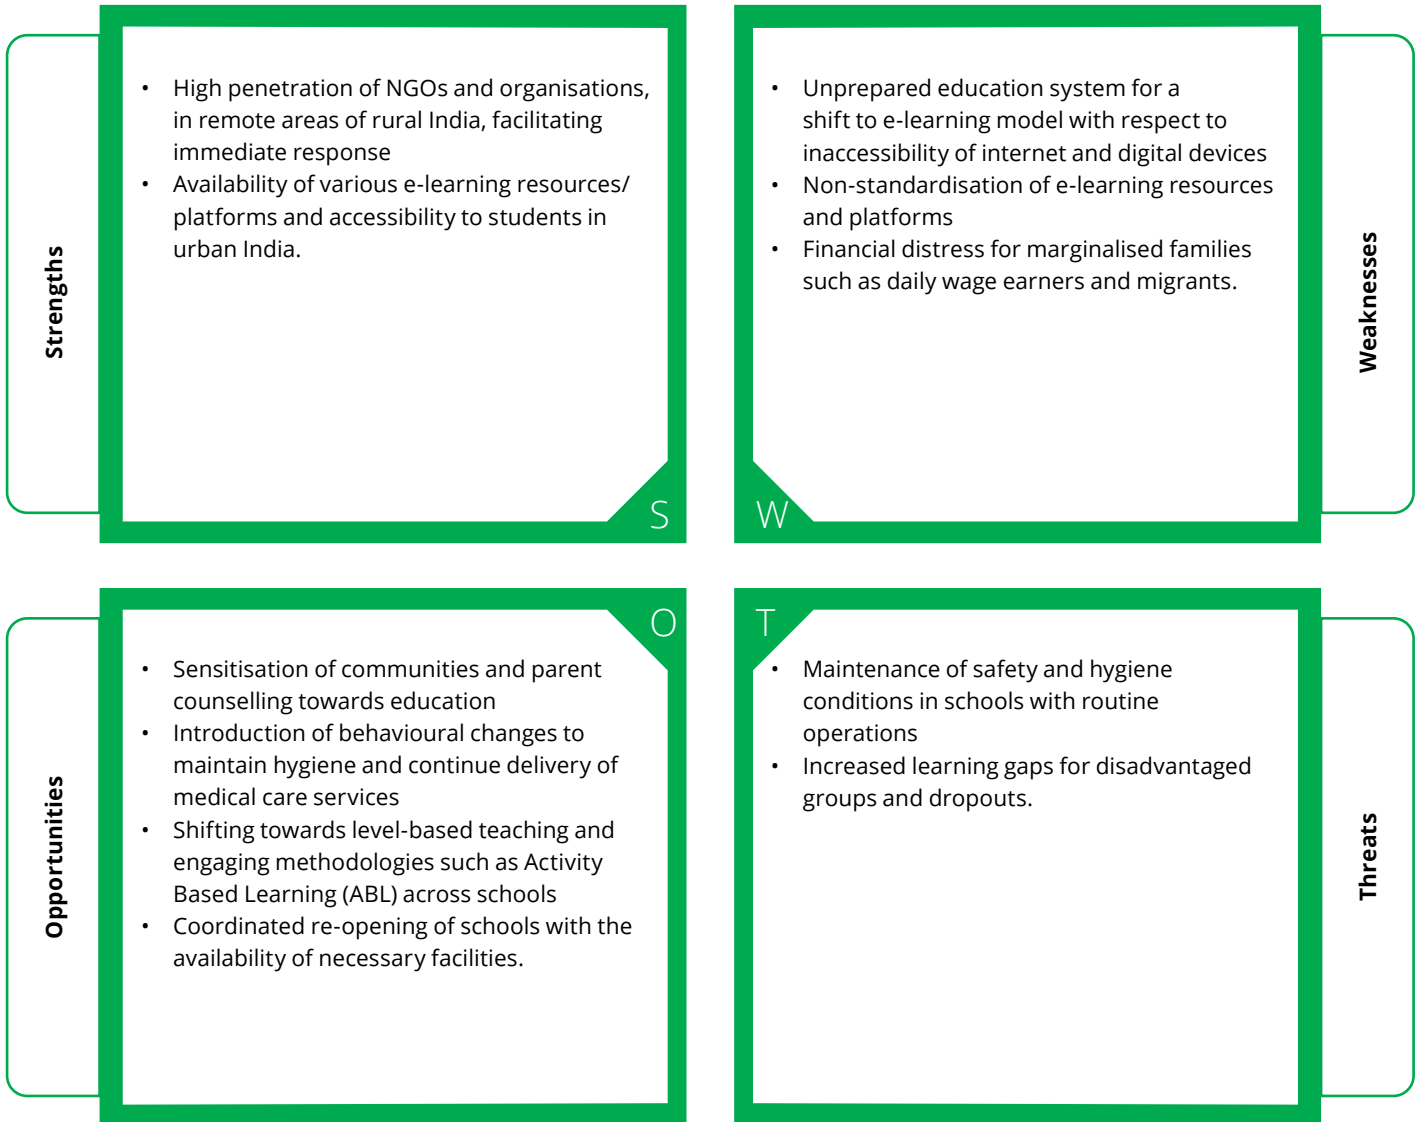 Strengths
• High penetration of NGOs and organisations,
in remote areas of rural India, facilitating
immediate response
• Availability of various e-learning resources/
platforms and accessibility to students in
urban India.
S
• Unprepared education system for a
shift to e-learning model with respect to
inaccessibility of internet and digital devices
• Non-standardisation of e-learning resources
and platforms
• Financial distress for marginalised families
such as daily wage earners and migrants.
W
Weaknesses
Opportunities
O
• Sensitisation of communities and parent
counselling towards education
• Introduction of behavioural changes to
maintain hygiene and continue delivery of
medical care services
• Shifting towards level-based teaching and
engaging methodologies such as Activity
Based Learning (ABL) across schools
• Coordinated re-opening of schools with the
availability of necessary facilities.
T
• Maintenance of safety and hygiene
conditions in schools with routine
operations
• Increased learning gaps for disadvantaged
groups and dropouts.
Threats